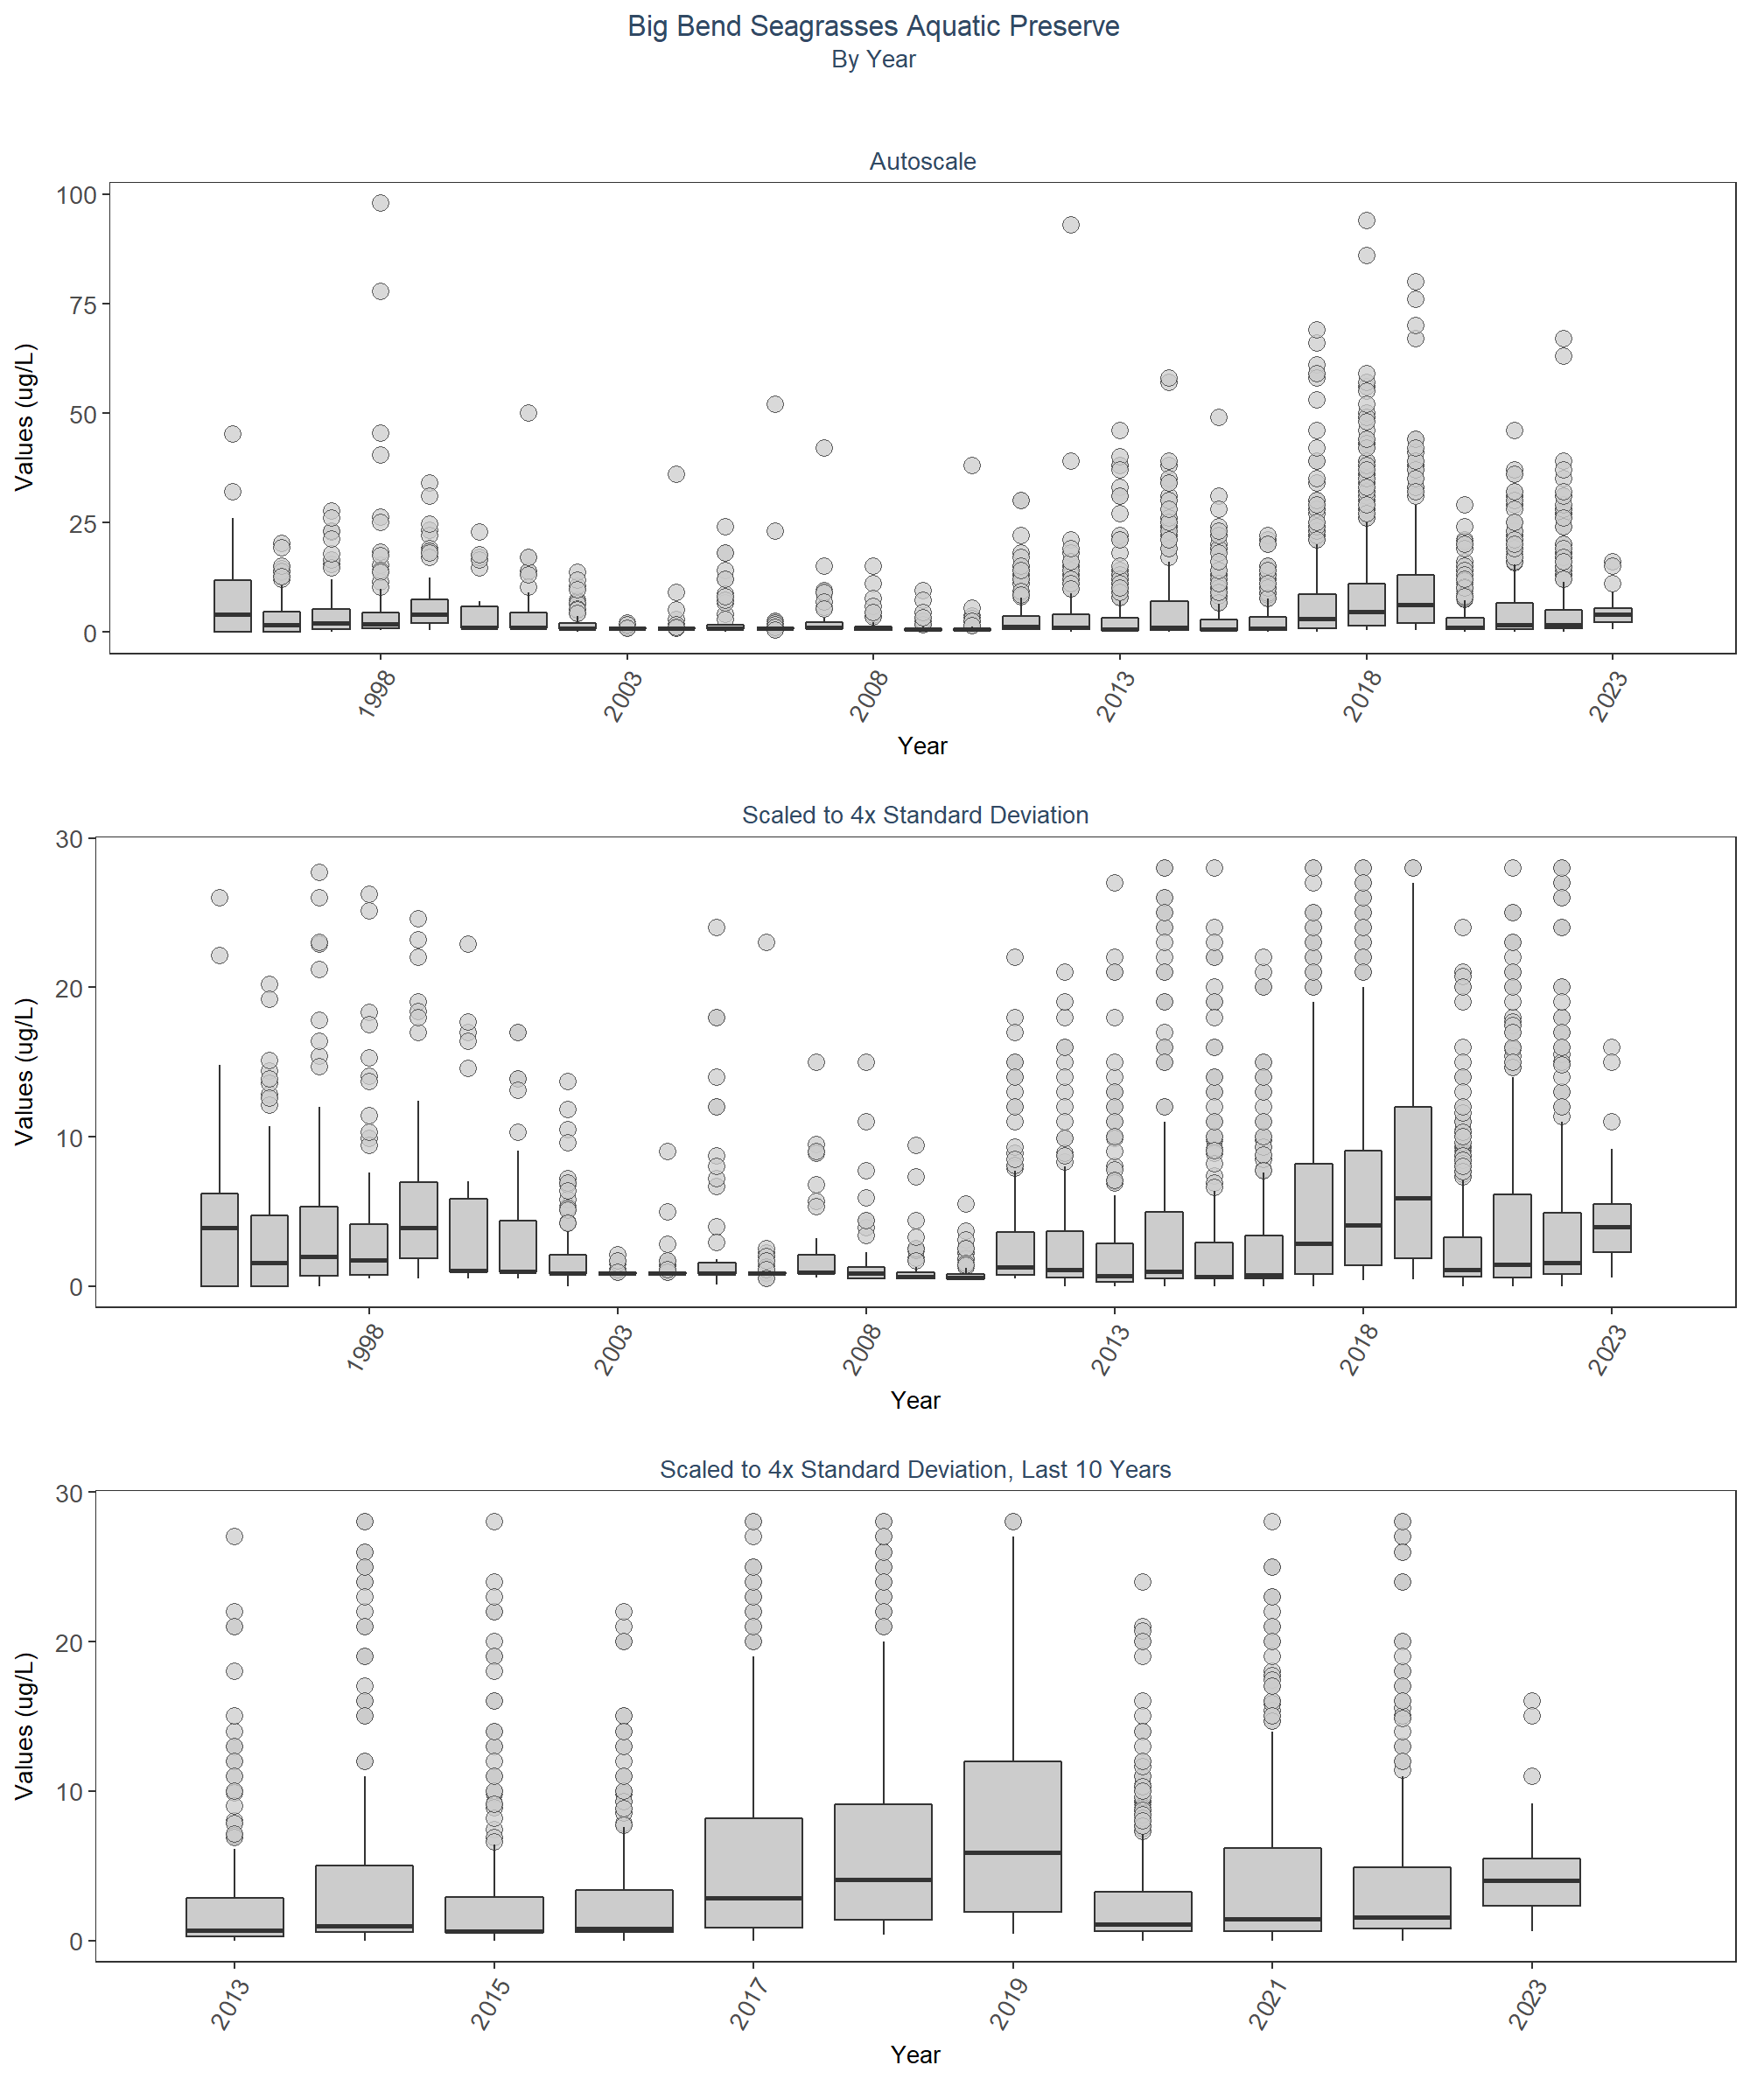 Big Bend Seagrasses Aquatic Preserve
By Year
Autoscale
Values (ug/L)
100
75
50
25
0
1998
2003
2008
2013
2018
2023
Year
Scaled to 4x Standard Deviation
Values (ug/L)
30
20
10
0
1998
2003
2008
2013
2018
2023
Year
Scaled to 4x Standard Deviation, Last 10 Years
Values (ug/L)
30
20
10
0
2013
2015
2017
2019
2021
2023
Year